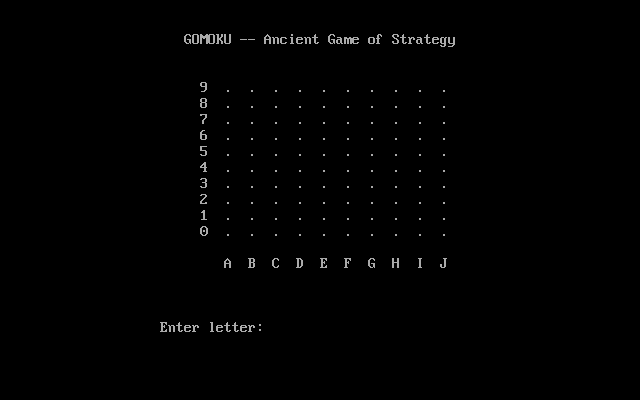 GOMOKU -- Ancient Game of Strategy
9 . . . . . . . . . .
8 . . . . . . . . . .
7 . . . . . . . . . .
6 . . . . . . . . . .
5 . . . . . . . . . .
4 . . . . . . . . . .
3 . . . . . . . . . .
2 . . . . . . . . . .
1 . . . . . . . . . .
0 . . . . . . . . . .
A B C D E F G H I J
Enter letter: